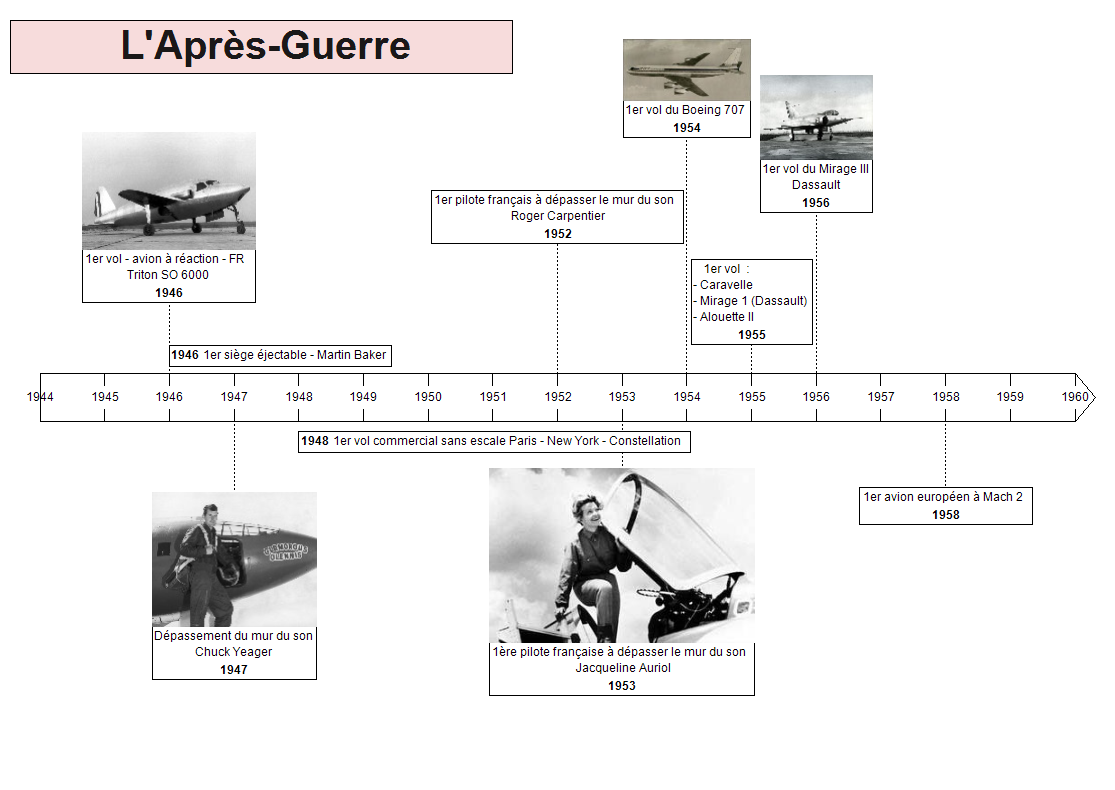 L'Après-Guerre
1er vol du Boeing 707
1954
1er vol du Mirage III
Dassault
1956
1er pilote français à dépasser le mur du son
Roger Carpentier
1952
1er vol - avion à réaction - FR
Triton SO 6000
1946
1er vol :
- Caravelle
- Mirage 1 (Dassault)
- Alouette II
1955
1946 1er siège éjectable - Martin Baker
1944 1945 1946 1947 1948 1949 1950 1951 1952 1953 1954 1955 1956 1957 1958 1959 1960
1948 1er vol commercial sans escale Paris - New York - Constellation
1er avion européen à Mach 2
1958
GLAMOROUS
GLENNIS
Dépassement du mur du son
Chuck Yeager
1947
1ère pilote française à dépasser le mur du son
Jacqueline Auriol
1953